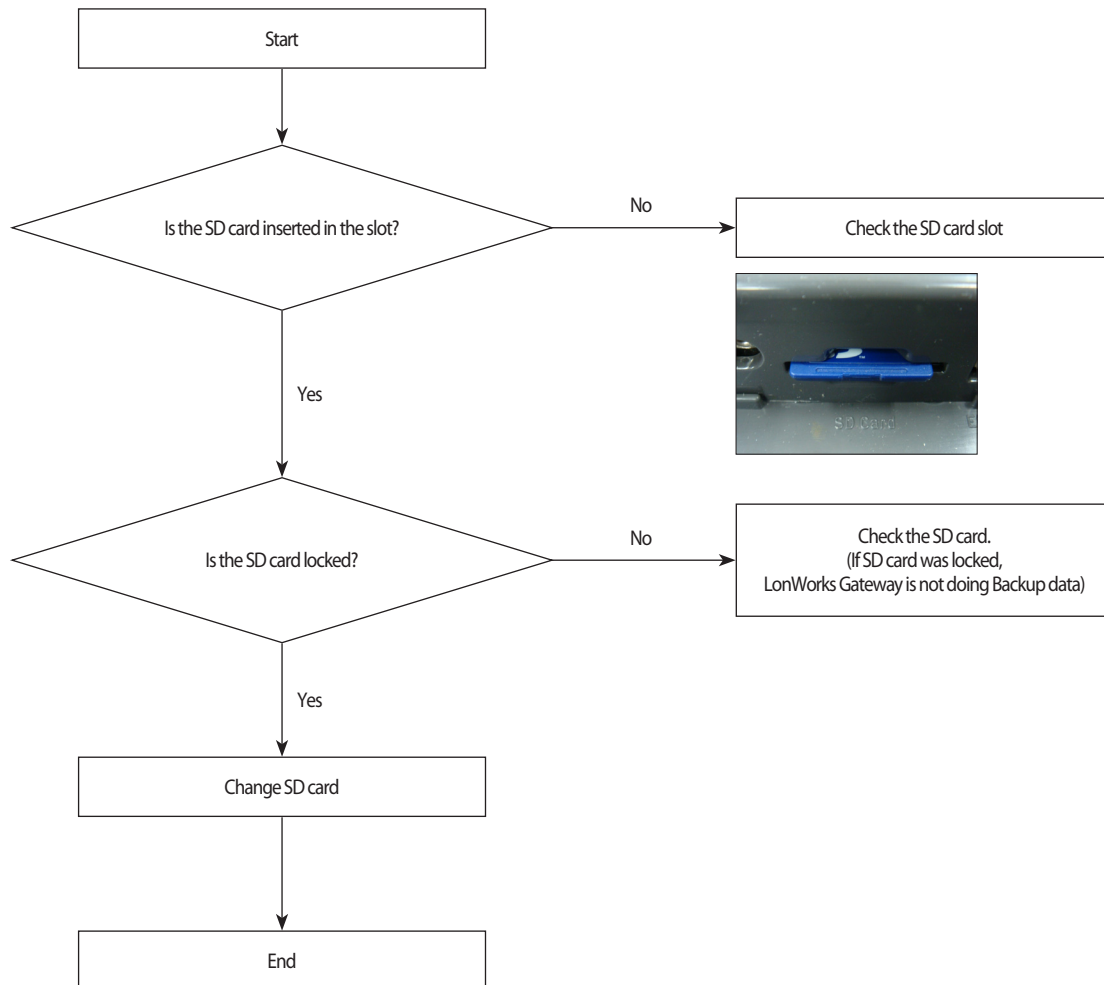 Start
Is the SD card inserted in the slot?
No
Check the SD card slot
SD Card
Yes
Is the SD card locked?
No
Check the SD card.
(If SD card was locked,
LonWorks Gateway is not doing Backup data)
Yes
Change SD card
End